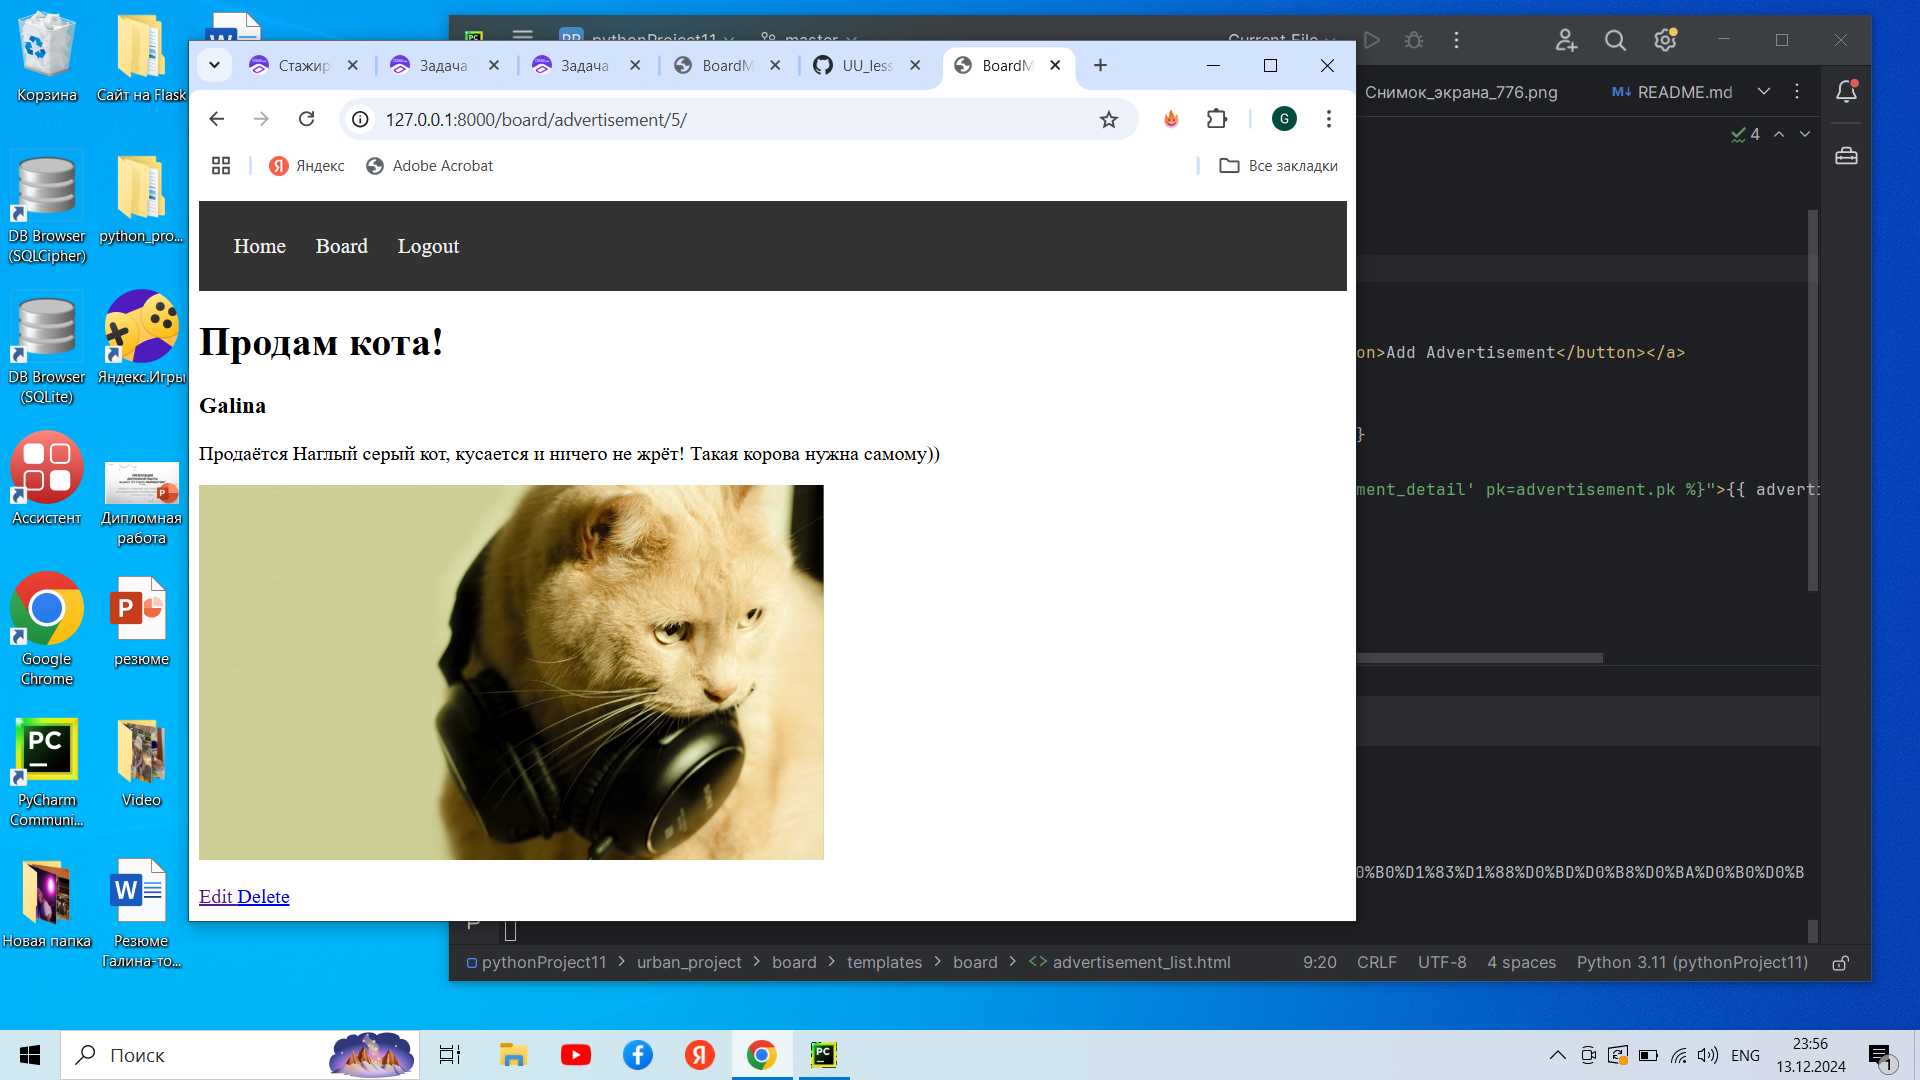 Корзина
Сайт на Flask
DB Browser
(SQLCipher)
python_pro...
DB Browser
(SQLite)
Яндекс.Игры
Ассистент
Дипломная
работа
Google
Chrome
резюме
PyCharm
Communi...
Video
Новая папка
Резюме
Галина-то...
pythonProject11
master
Current File
Стажир
Задача
Задача
BoardM
UU_less
BoardM
127.0.0.1:8000/board/advertisement/5/
G
Яндекс
Adobe Acrobat
Все закладки
Home Board Logout
Продам кота!
Galina
Продаётся Наглый серый кот, кусается и ничего не жрёт! Такая корова нужна самому))
Edit Delete
Снимок_экрана_776.png
README.md
4
on>Add Advertisement</button></a>
}
ment_detail' pk=advertisement.pk %}">{{ adverti
0%B0%D1%83%D1%88%D0%BD%D0%B8%D0%BA%D0%B0%D0%B
pythonProject11 > urban_project > board > templates > board > <> advertisement_list.html
9:20 CRLF UTF-8 4 spaces Python 3.11 (pythonProject11)
Поиск
ENG
23:56
13.12.2024
1